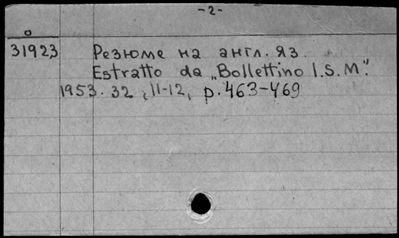 -2-
о
31923 Резюме на англ. яз.
Estratto da „Bollettino I.S.M."
1953. 32, 11-12, p. 463-469